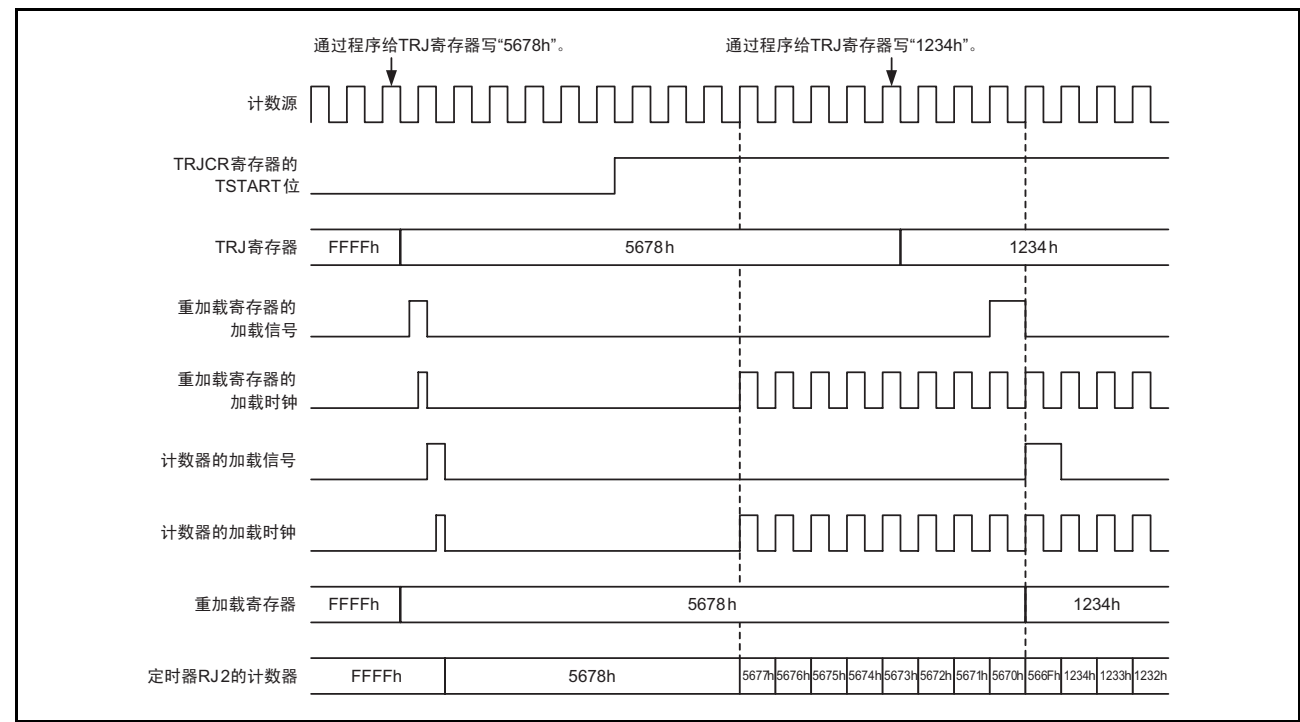 通过程序给TRJ寄存器写“5678h”。
通过程序给TRJ寄存器写“1234h”。
计数源
TRJCR寄存器的
TSTART位
TRJ寄存器
FFFFh
5678h
1234h
重加载寄存器的
加载信号
重加载寄存器的
加载时钟
计数器的加载信号
计数器的加载时钟
重加载寄存器
FFFFh
5678h
1234h
定时器RJ2的计数器
FFFFh
5678h
5677h
5676h
5675h
5674h
5673h
5672h
5671h
5670h
566Fh
1234h
1233h
1232h